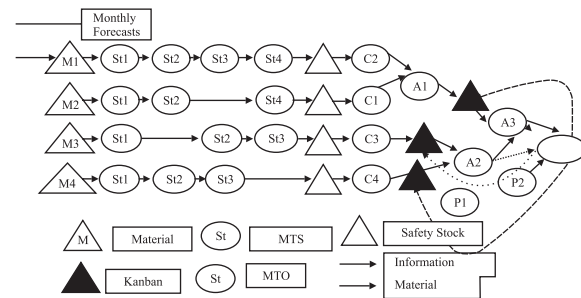 Monthly
Forecasts
M1 St1 St2 St3 St4 C2
A1
M2 St1 St2 St4 C1
A3
M3 St1 St2 St3 C3
A2
M4 St1 St2 St3 C4 P2
P1
M Material St MTS Safety Stock
Kanban St MTO Information
Material